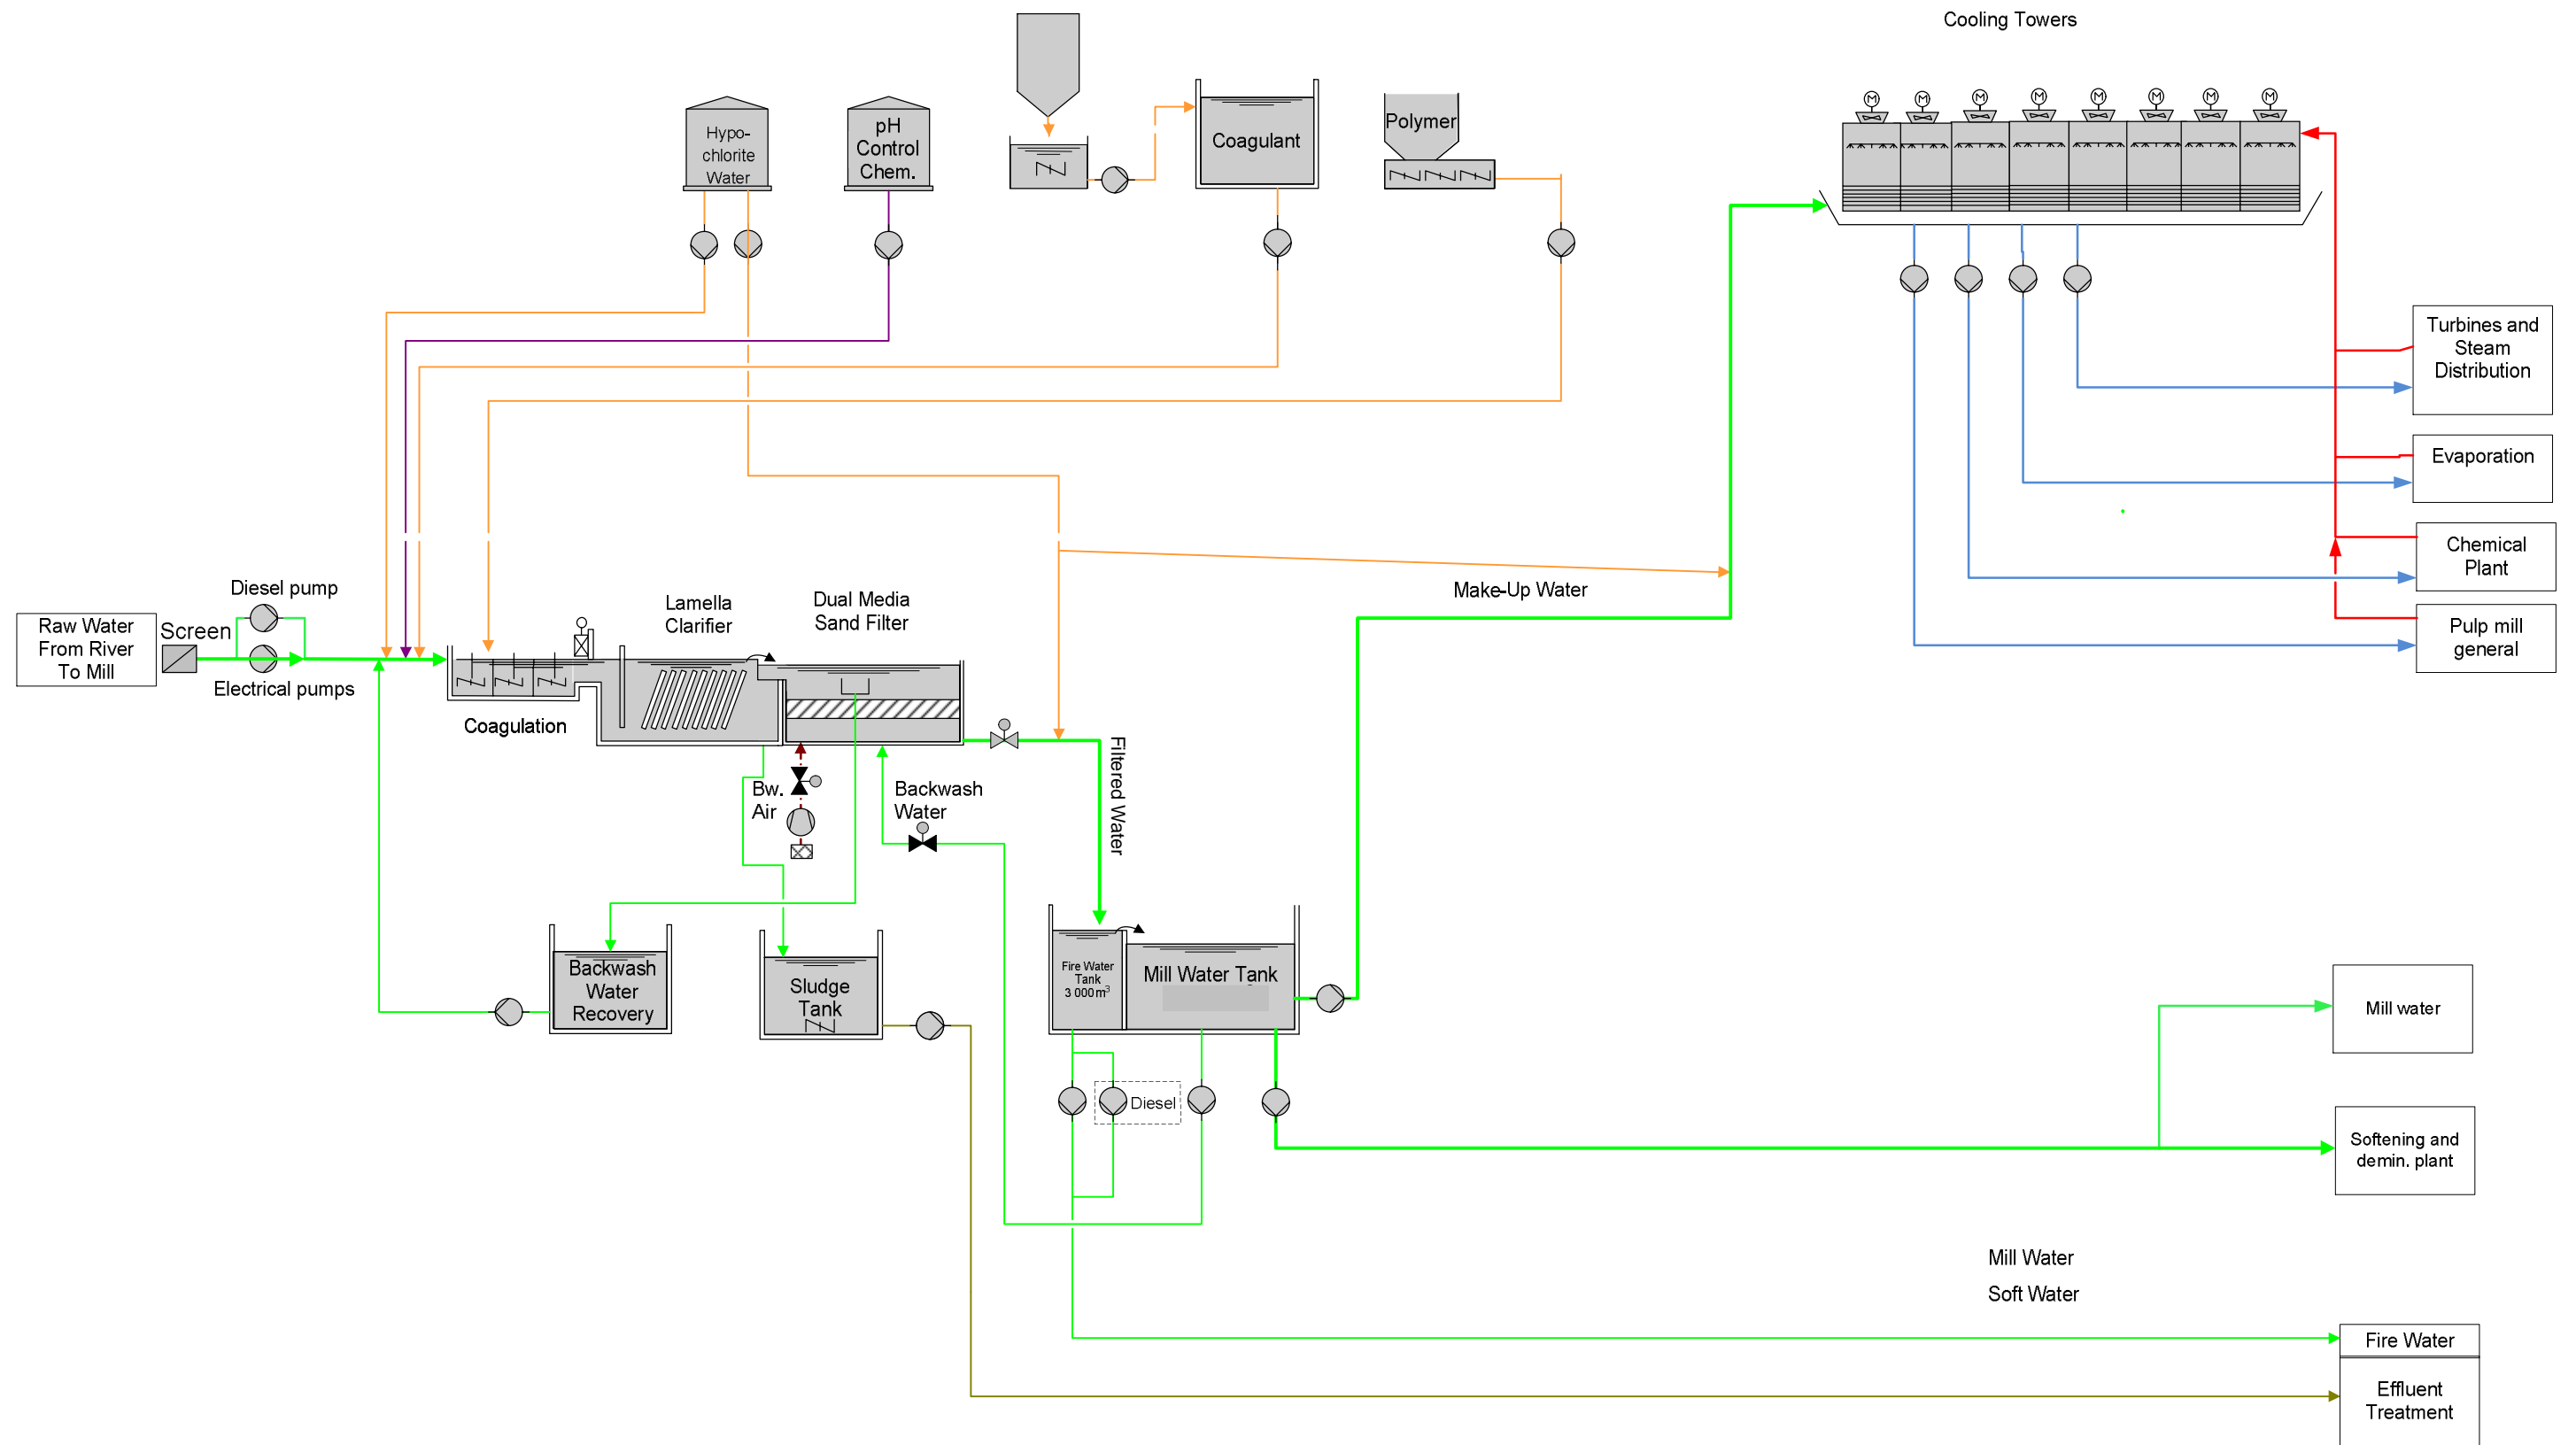 Cooling Towers
M M M M M M M M
Hypo-
chlorite
Water
pH
Control
Chem.
Coagulant
Polymer
Turbines and
Steam
Distribution
Evaporation
Chemical
Plant
Pulp mill
general
Make-Up Water
Diesel pump
Raw Water
From River
To Mill
Screen
Electrical pumps
Coagulation
Lamella
Clarifier
Dual Media
Sand Filter
Bw.
Air
Backwash
Water
Filtered Water
Backwash
Water
Recovery
Sludge
Tank
Fire Water
Tank
3 000m³
Mill Water Tank
Diesel
Mill water
Softening and
demin. plant
Mill Water
Soft Water
Fire Water
Effluent
Treatment